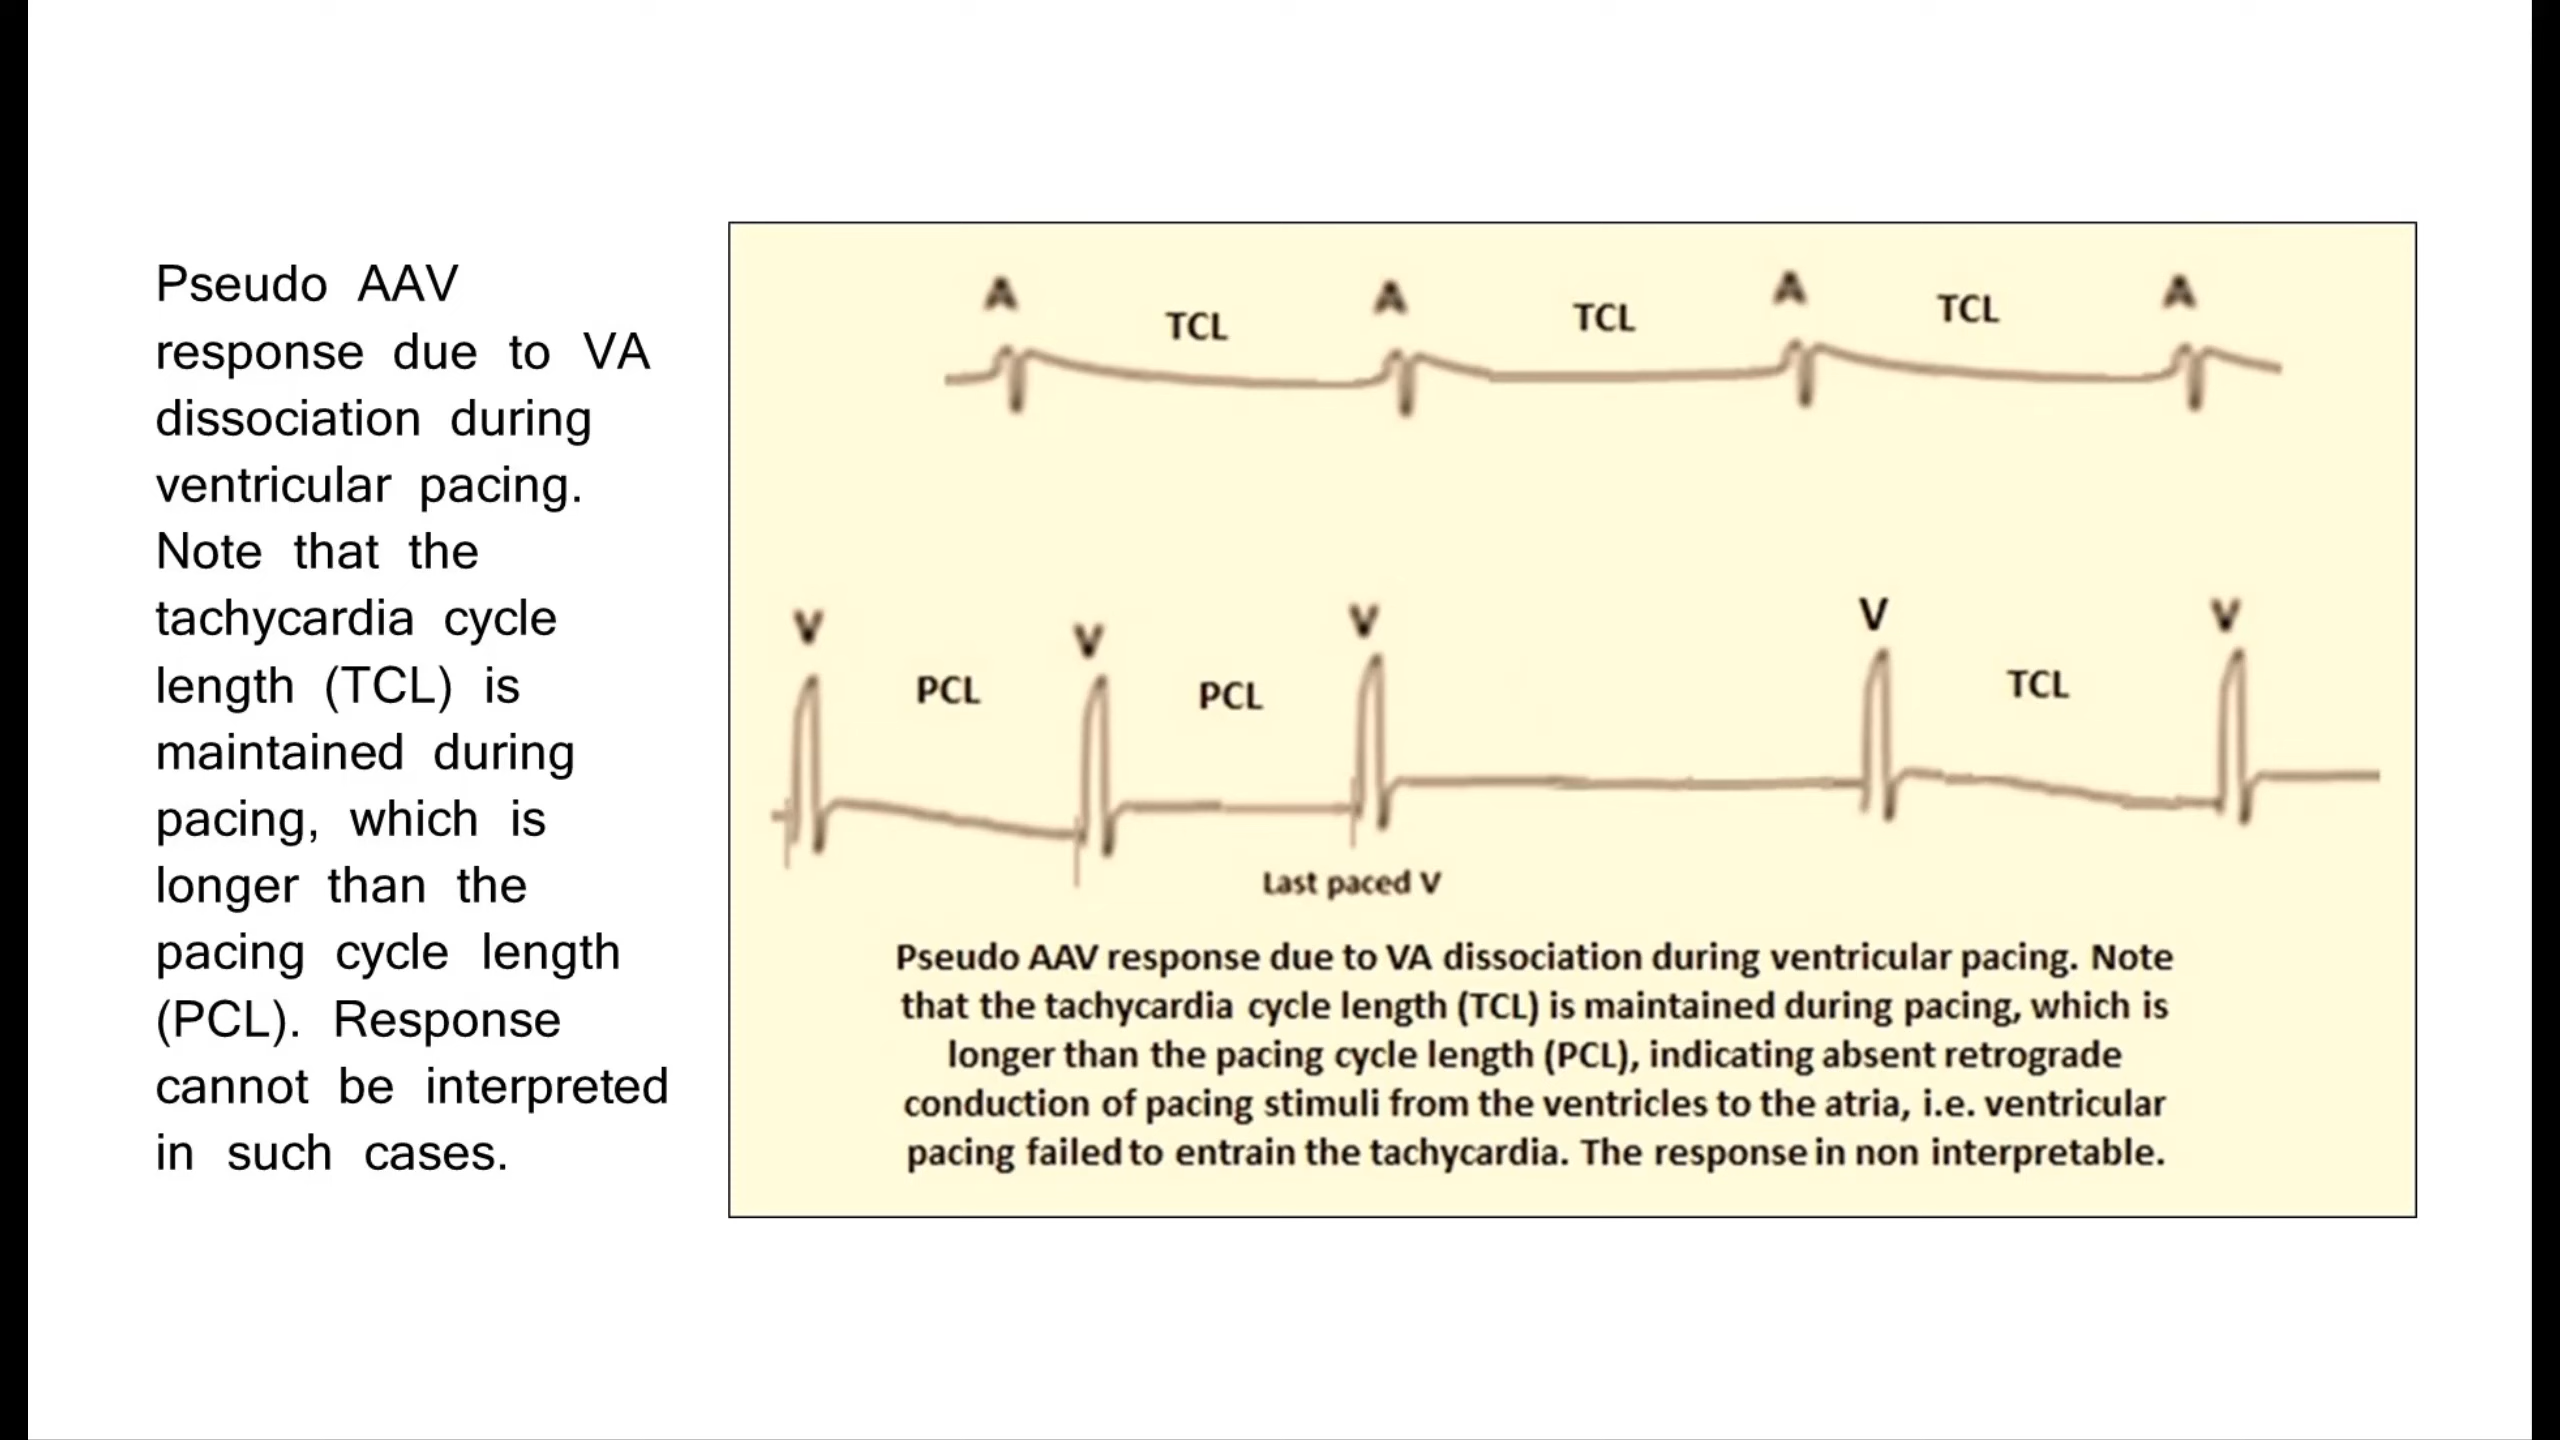 Pseudo AAV
response due to VA
dissociation during
ventricular pacing.
Note that the
tachycardia cycle
length (TCL) is
maintained during
pacing, which is
longer than the
pacing cycle length
(PCL). Response
cannot be interpreted
in such cases.
A A A A
TCL TCL TCL
V V V V V
PCL PCL TCL
Last paced V
Pseudo AAV response due to VA dissociation during ventricular pacing. Note
that the tachycardia cycle length (TCL) is maintained during pacing, which is
longer than the pacing cycle length (PCL), indicating absent retrograde
conduction of pacing stimuli from the ventricles to the atria, i.e. ventricular
pacing failed to entrain the tachycardia. The response in non interpretable.